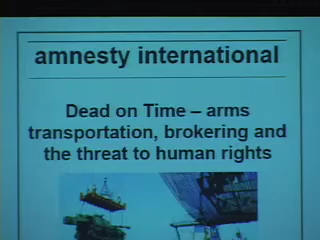 amnesty international
Dead on Time – arms
transportation, brokering and
the threat to human rights